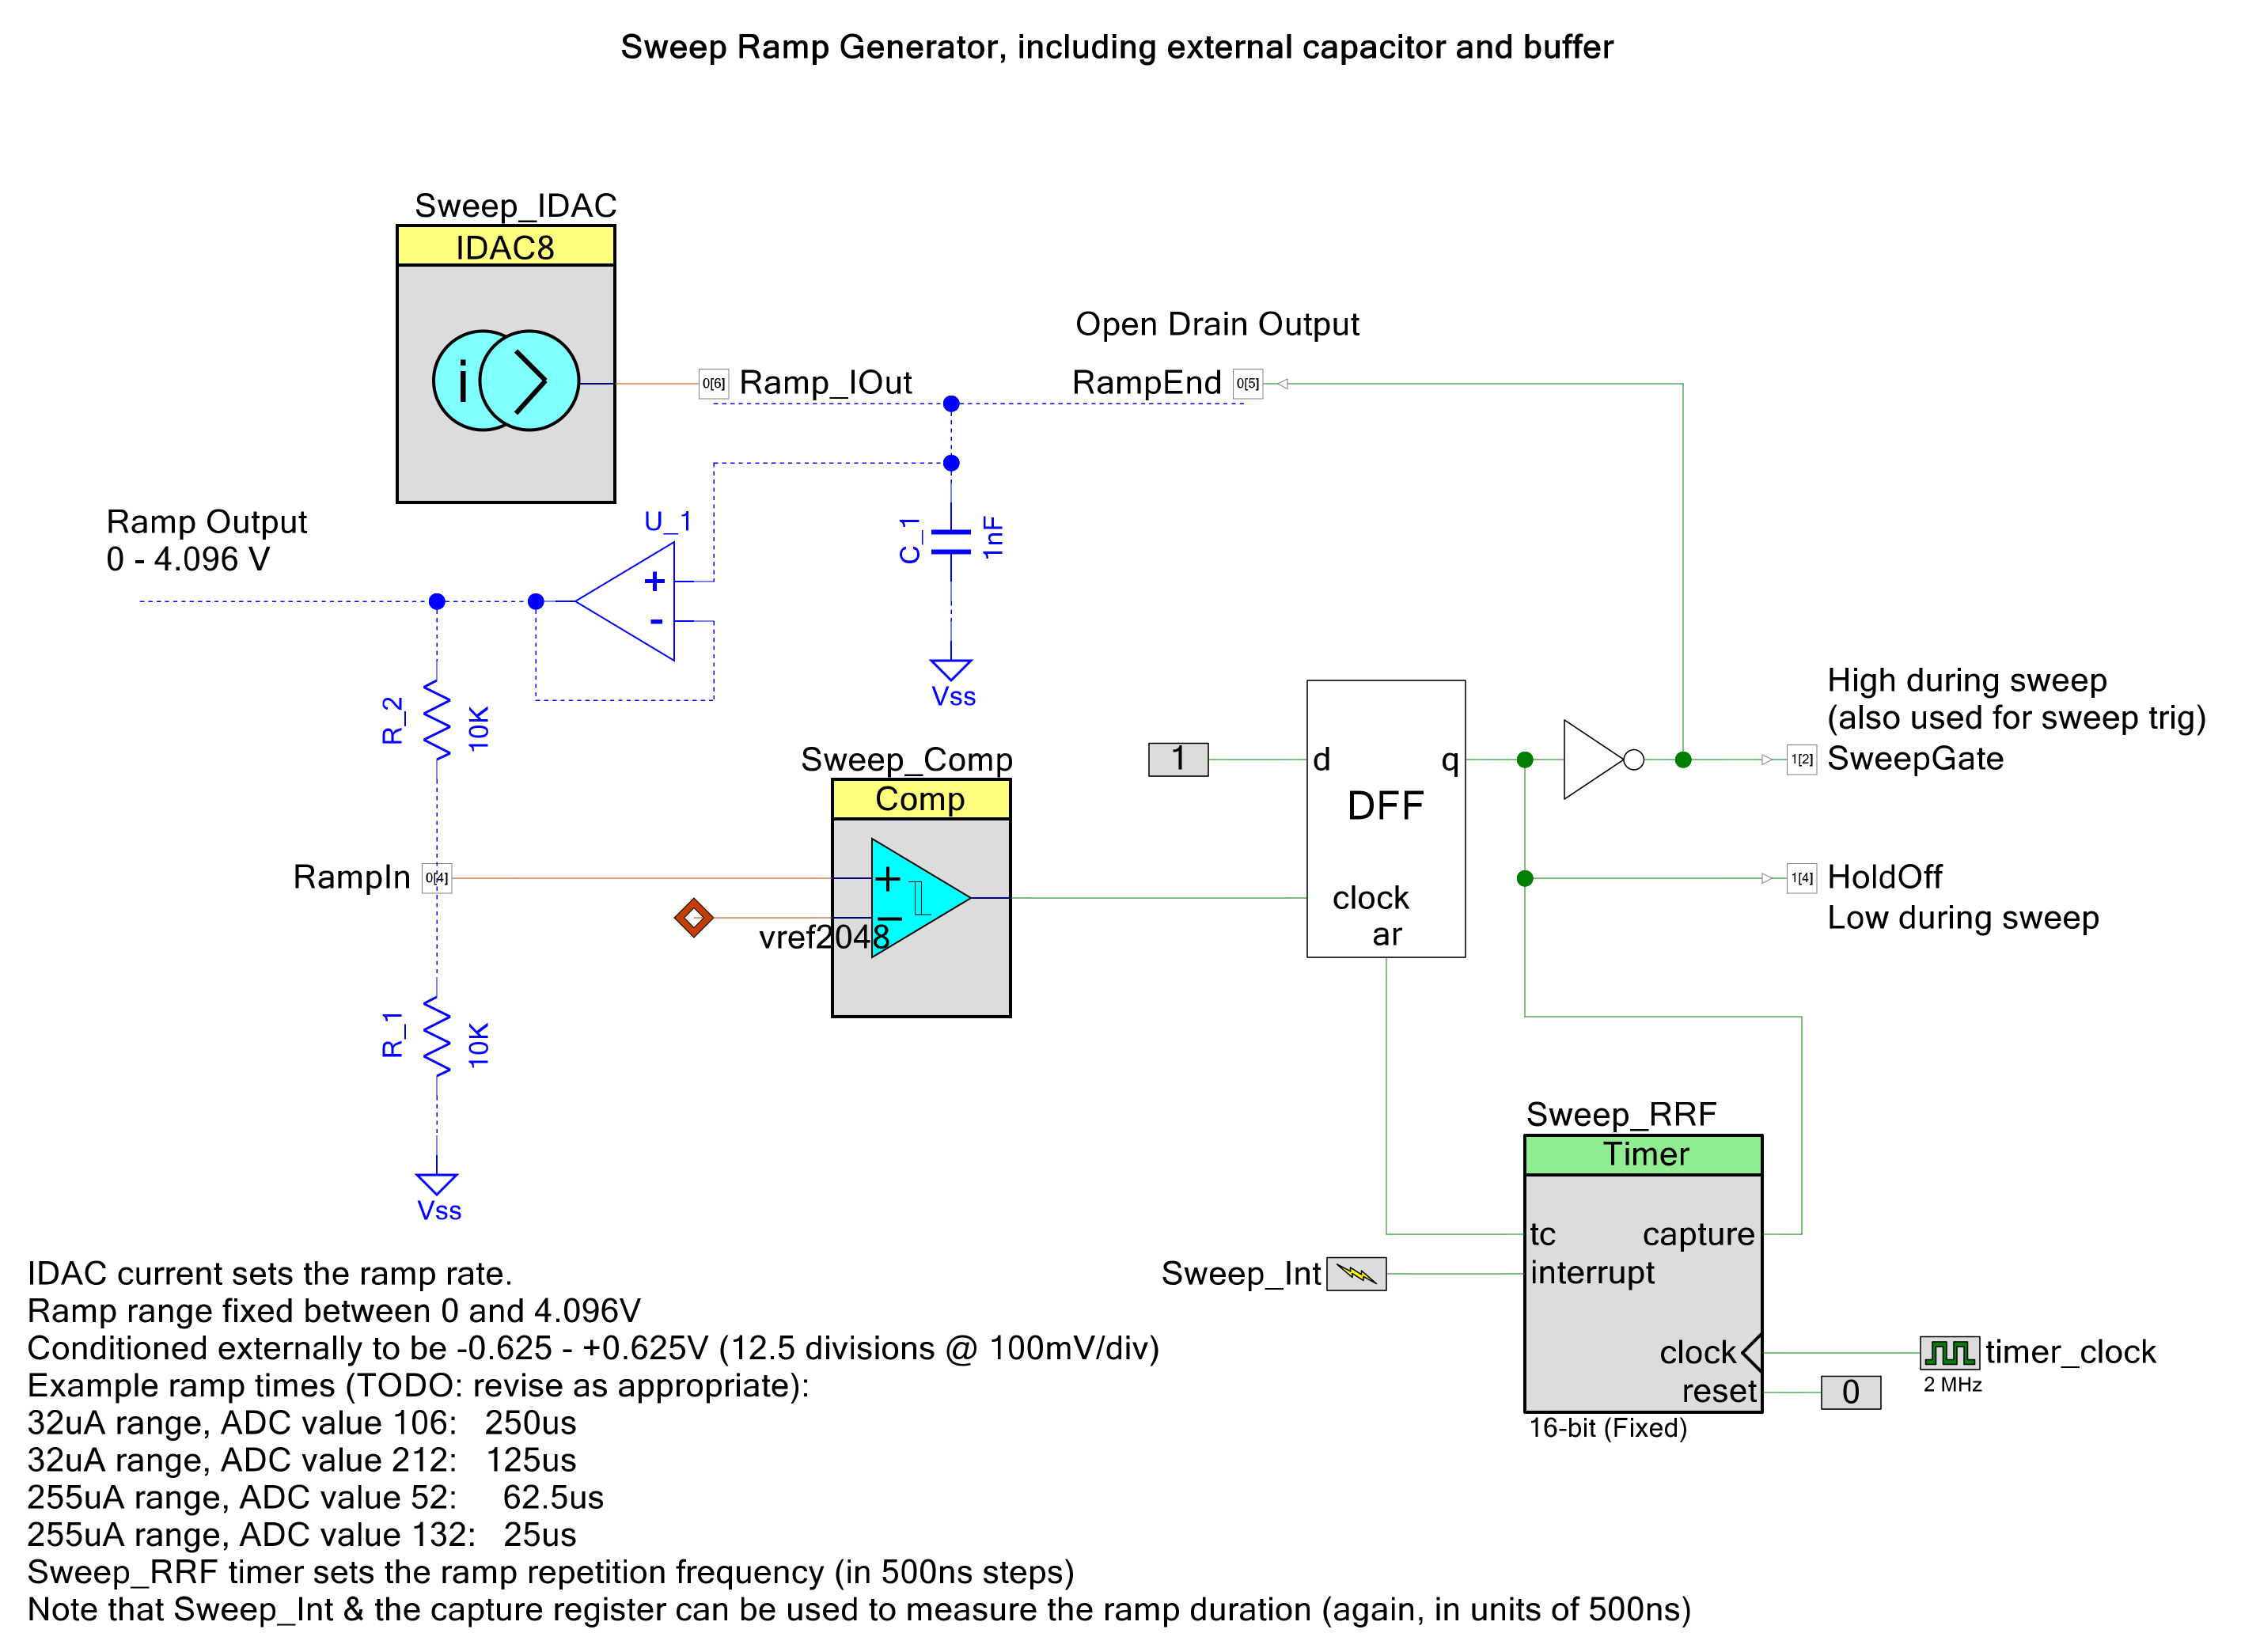 Sweep Ramp Generator, including external capacitor and buffer
Sweep_IDAC
IDAC8
i
Open Drain Output
0[6] Ramp_IOut
RampEnd 0[5]
Ramp Output
0 - 4.096 V
U_1
+
-
C_1
1nF
Vss
R_2
10K
High during sweep
(also used for sweep trig)
1[2] SweepGate
Sweep_Comp
Comp
1
d
q
DFF
clock
ar
RampIn 0[4]
+
−
vref2048
1[4] HoldOff
Low during sweep
R_1
10K
Vss
Sweep_RRF
Timer
tc
capture
Sweep_Int
interrupt
clock
timer_clock
2 MHz
reset
0
16-bit (Fixed)
IDAC current sets the ramp rate.
Ramp range fixed between 0 and 4.096V
Conditioned externally to be -0.625 - +0.625V (12.5 divisions @ 100mV/div)
Example ramp times (TODO: revise as appropriate):
32uA range, ADC value 106: 250us
32uA range, ADC value 212: 125us
255uA range, ADC value 52: 62.5us
255uA range, ADC value 132: 25us
Sweep_RRF timer sets the ramp repetition frequency (in 500ns steps)
Note that Sweep_Int & the capture register can be used to measure the ramp duration (again, in units of 500ns)